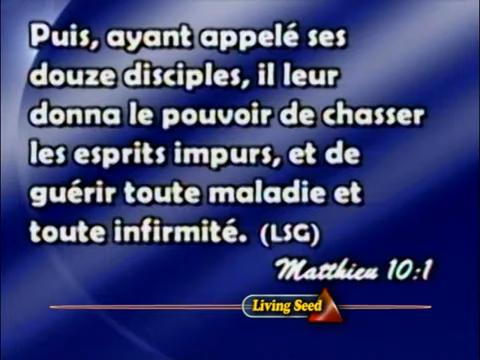 Puis, ayant appelé ses
douze disciples, il leur
donna le pouvoir de chasser
les esprits impurs, et de
guérir toute maladie et
toute infirmité. (LSG)
Matthieu 10:1
Living Seed